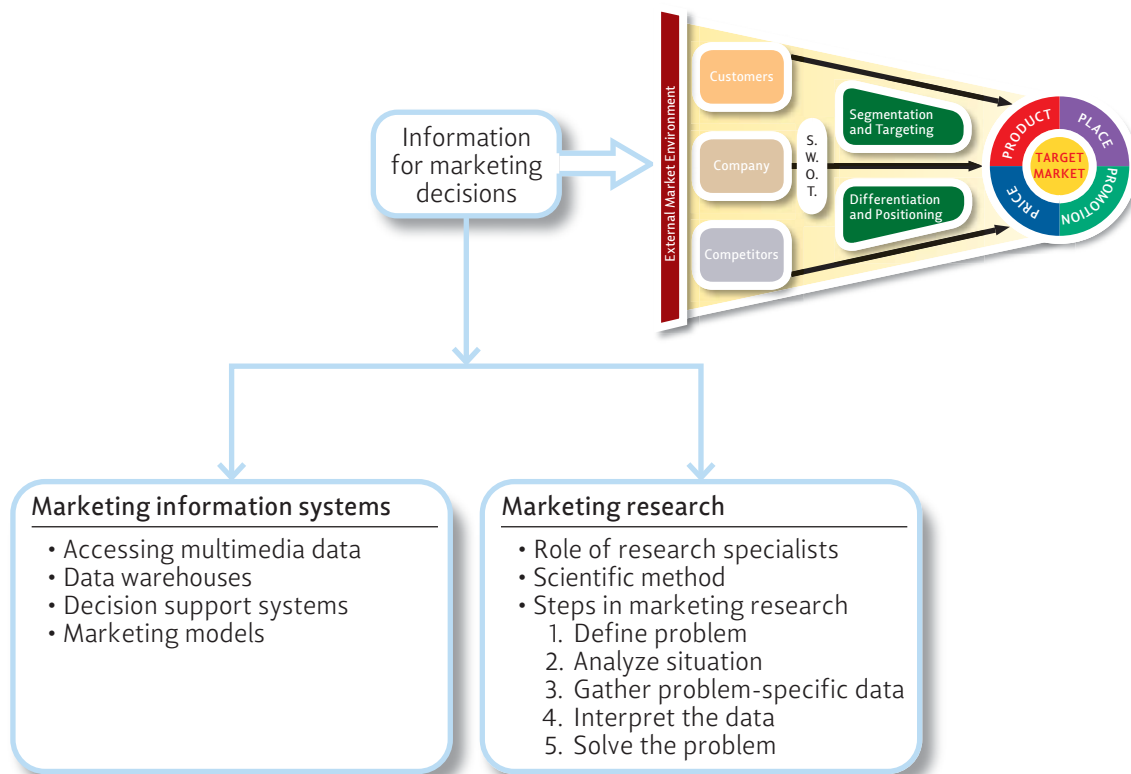 Information
for marketing
decisions
External Market Environment
Customers
Company
Competitors
S.
W.
O.
T.
Segmentation
and Targeting
Differentiation
and Positioning
PRODUCT
PLACE
PRICE
PROMOTION
TARGET
MARKET
Marketing information systems
• Accessing multimedia data
• Data warehouses
• Decision support systems
• Marketing models
Marketing research
• Role of research specialists
• Scientific method
• Steps in marketing research
1. Define problem
2. Analyze situation
3. Gather problem-specific data
4. Interpret the data
5. Solve the problem